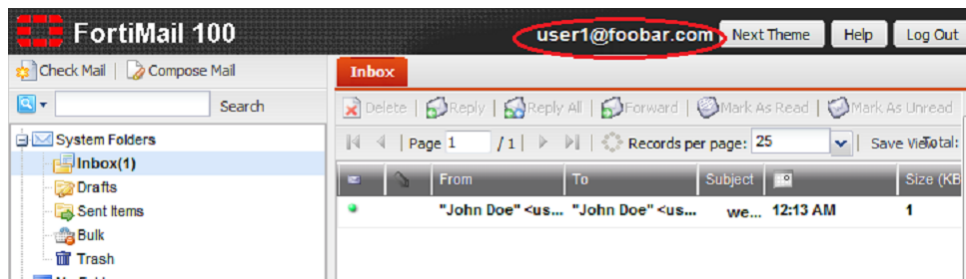 FortiMail 100
user1@foobar.com Next Theme Help Log Out
Check Mail | Compose Mail
Search
System Folders
Inbox(1)
Drafts
Sent Items
Bulk
Trash
Inbox
Delete | Reply | Reply All | Forward | Mark As Read | Mark As Unread
Page 1 / 1 | Records per page: 25 Save View Total:
From To Subject Size (KB
"John Doe" <us... "John Doe" <us... we... 12:13 AM 1